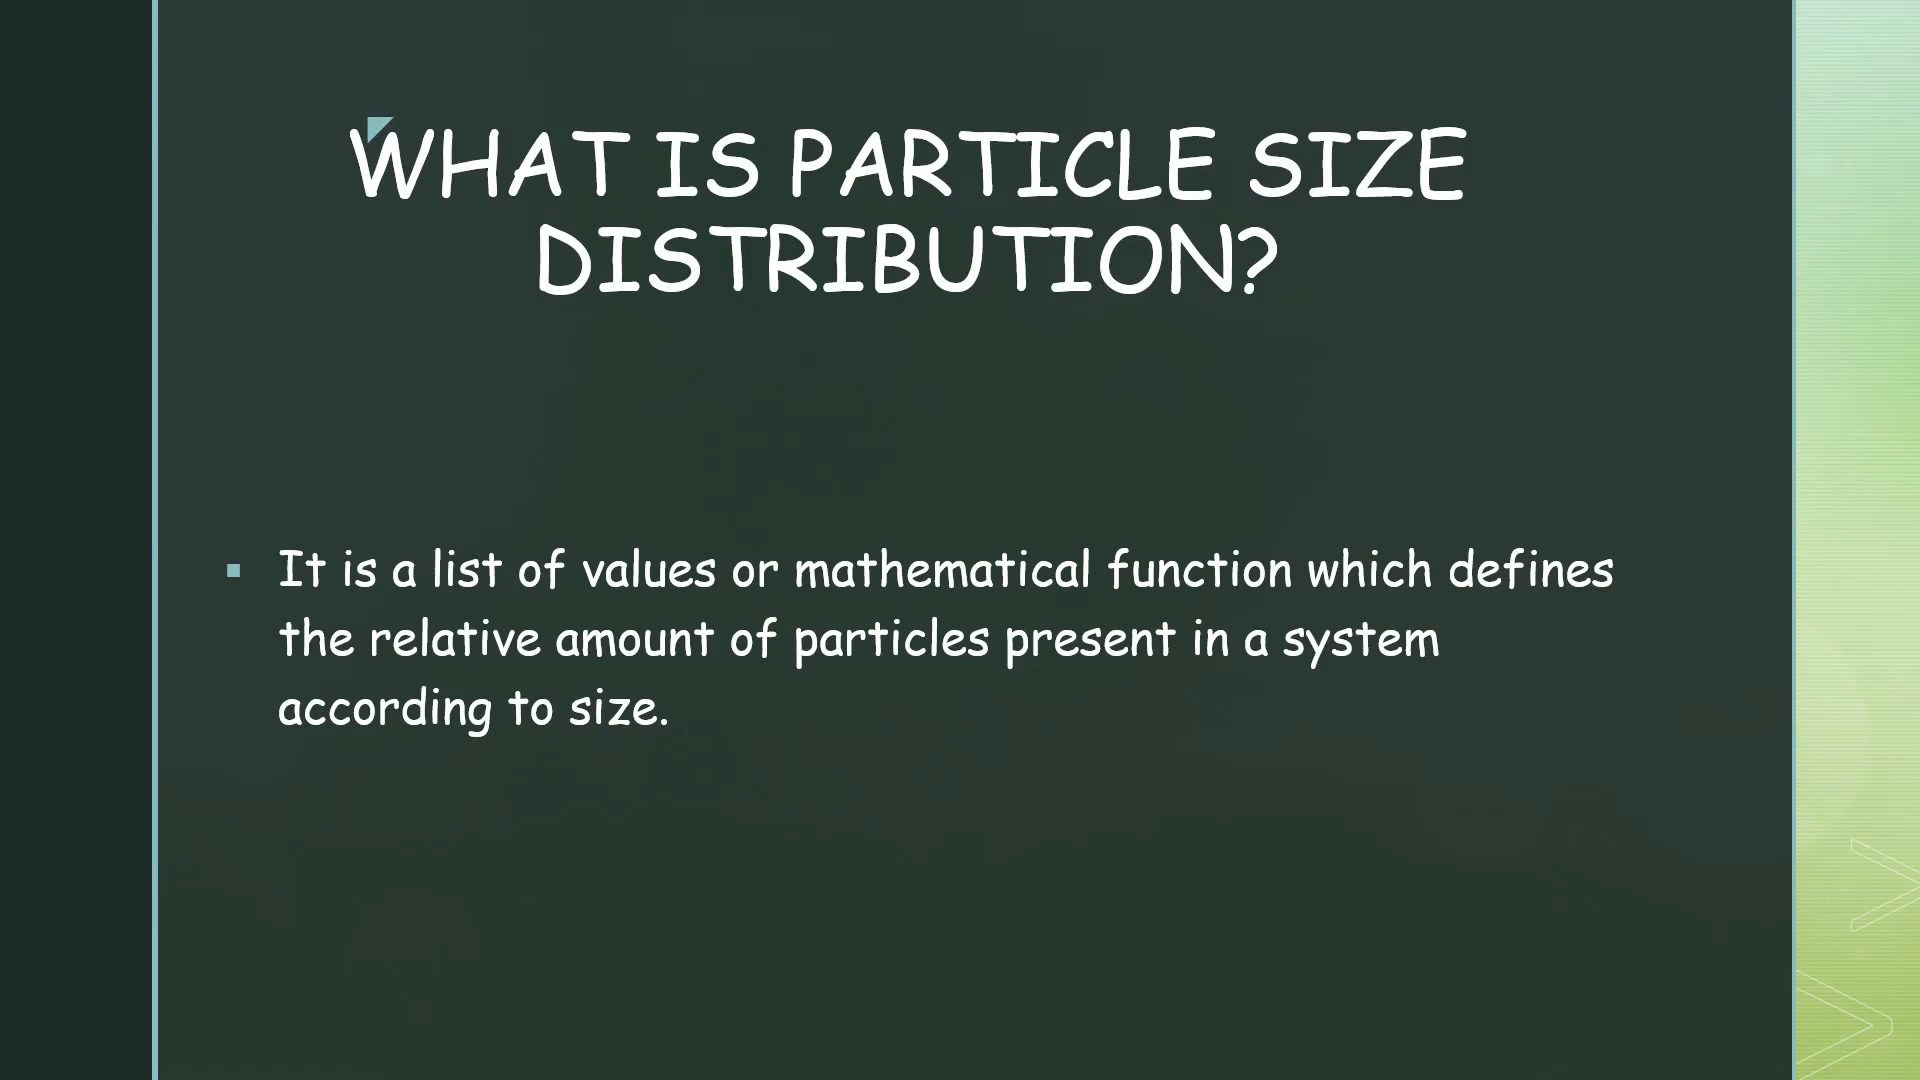 WHAT IS PARTICLE SIZE
DISTRIBUTION?
It is a list of values or mathematical function which defines
the relative amount of particles present in a system
according to size.